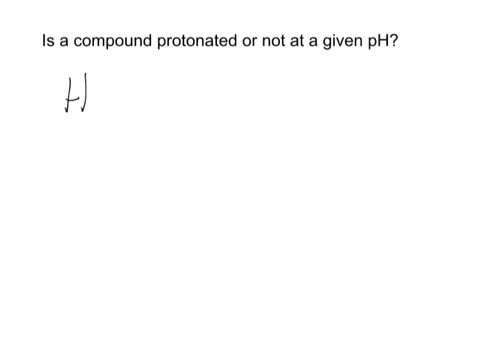 Is a compound protonated or not at a given pH?
H